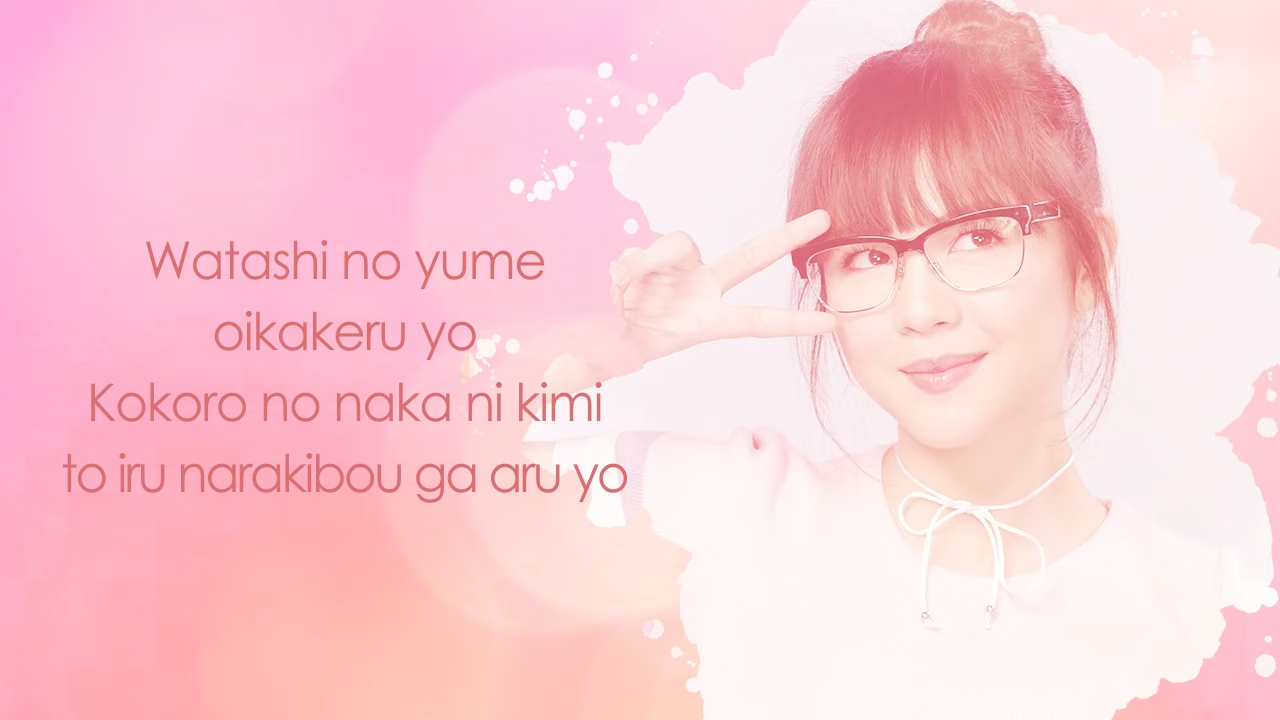 Watashi no yume
oikakeru yo
Kokoro no naka ni kimi
to iru narakibou ga aru yo